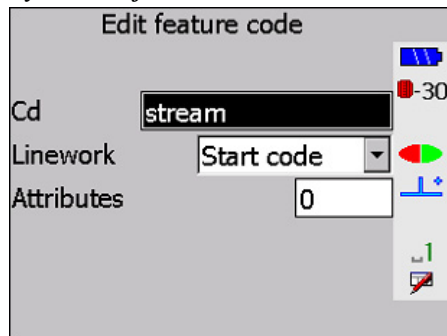 Edit feature code
-30
Cd stream
Linework Start code
Attributes 0
1